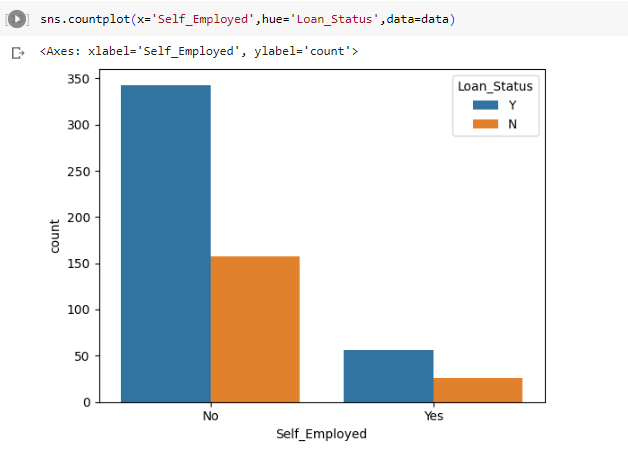 sns.countplot(x='Self_Employed',hue='Loan_Status',data=data)
<Axes: xlabel='Self_Employed', ylabel='count'>
350
300
250
200
150
100
50
0
count
Loan_Status
Y
N
No
Yes
Self_Employed